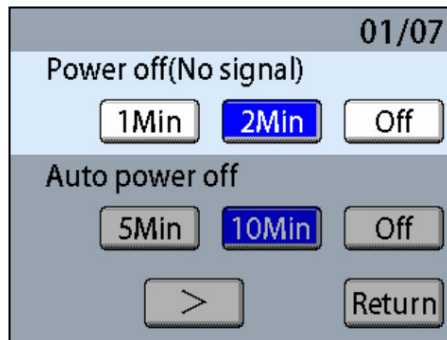 01/07
Power off(No signal)
1Min 2Min Off
Auto power off
5Min 10Min Off
> Return